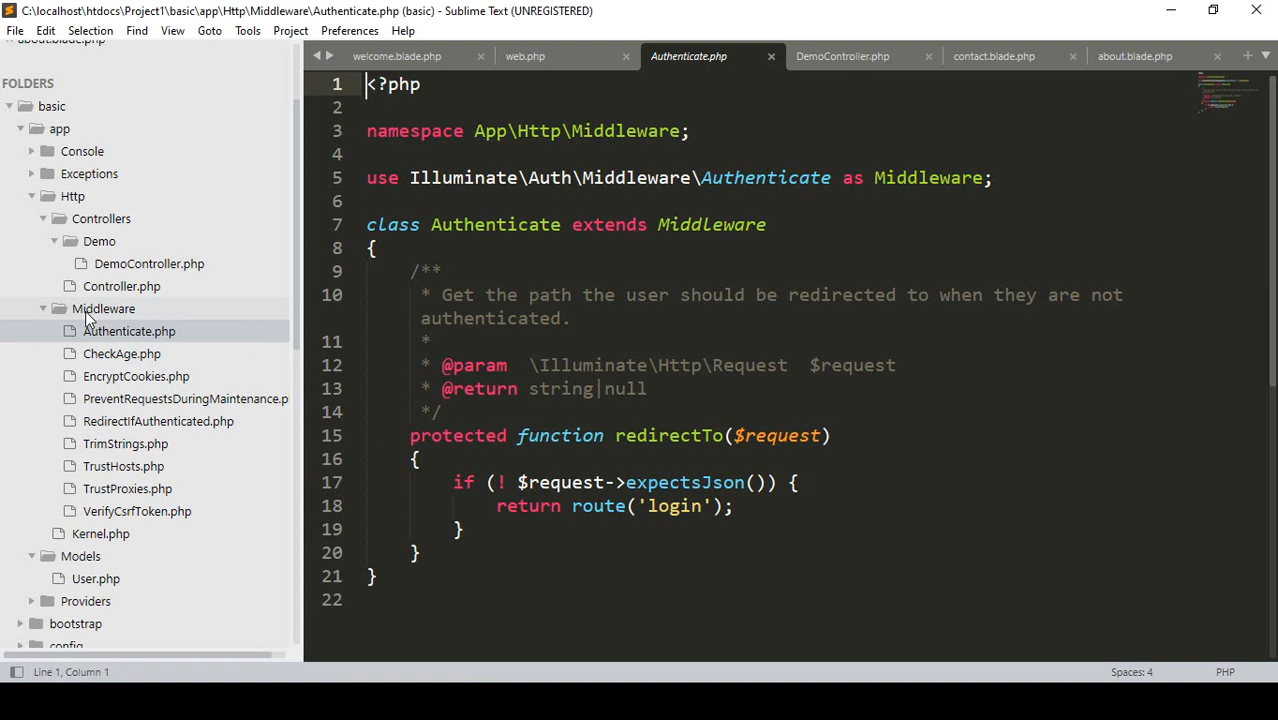 C:\localhost\htdocs\Project1\basic\app\Http\Middleware\Authenticate.php (basic) - Sublime Text (UNREGISTERED)
File Edit Selection Find View Goto Tools Project Preferences Help
about.blade.php
FOLDERS
basic
app
Console
Exceptions
Http
Controllers
Demo
DemoController.php
Controller.php
Middleware
Authenticate.php
CheckAge.php
EncryptCookies.php
PreventRequestsDuringMaintenance.p
RedirectIfAuthenticated.php
TrimStrings.php
TrustHosts.php
TrustProxies.php
VerifyCsrfToken.php
Kernel.php
Models
User.php
Providers
bootstrap
config
welcome.blade.php web.php Authenticate.php DemoController.php contact.blade.php about.blade.php
1 <?php
2
3 namespace App\Http\Middleware;
4
5 use Illuminate\Auth\Middleware\Authenticate as Middleware;
6
7 class Authenticate extends Middleware
8 {
9 /**
10 * Get the path the user should be redirected to when they are not
authenticated.
11 *
12 * @param \Illuminate\Http\Request $request
13 * @return string|null
14 */
15 protected function redirectTo($request)
16 {
17 if (! $request->expectsJson()) {
18 return route('login');
19 }
20 }
21 }
22
Line 1, Column 1 Spaces: 4 PHP